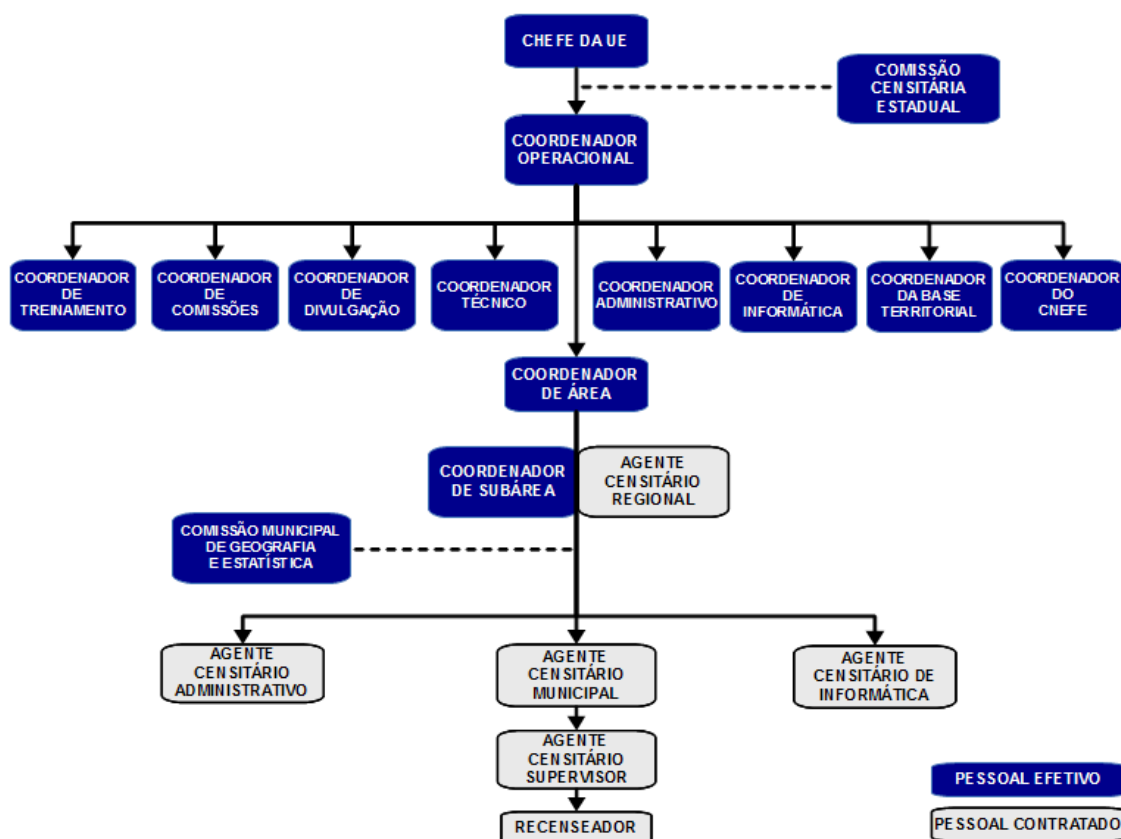 CHEFE DA UE
COMISSÃO
CENSITÁRIA
ESTADUAL
COORDENADOR
OPERACIONAL
COORDENADOR
DE
TREINAMENTO
COORDENADOR
DE
COMISSÕES
COORDENADOR
DE
DIVULGAÇÃO
COORDENADOR
TÉCNICO
COORDENADOR
ADMINISTRATIVO
COORDENADOR
DE
INFORMÁTICA
COORDENADOR
DA BASE
TERRITORIAL
COORDENADOR
DO
CNEFE
COORDENADOR
DE ÁREA
COORDENADOR
DE SUBÁREA
AGENTE
CENSITÁRIO
REGIONAL
COMISSÃO MUNICIPAL
DE GEOGRAFIA
E ESTATÍSTICA
AGENTE
CENSITÁRIO
ADMINISTRATIVO
AGENTE
CENSITÁRIO
MUNICIPAL
AGENTE
CENSITÁRIO DE
INFORMÁTICA
AGENTE
CENSITÁRIO
SUPERVISOR
RECENSEADOR
PESSOAL EFETIVO
PESSOAL CONTRATADO